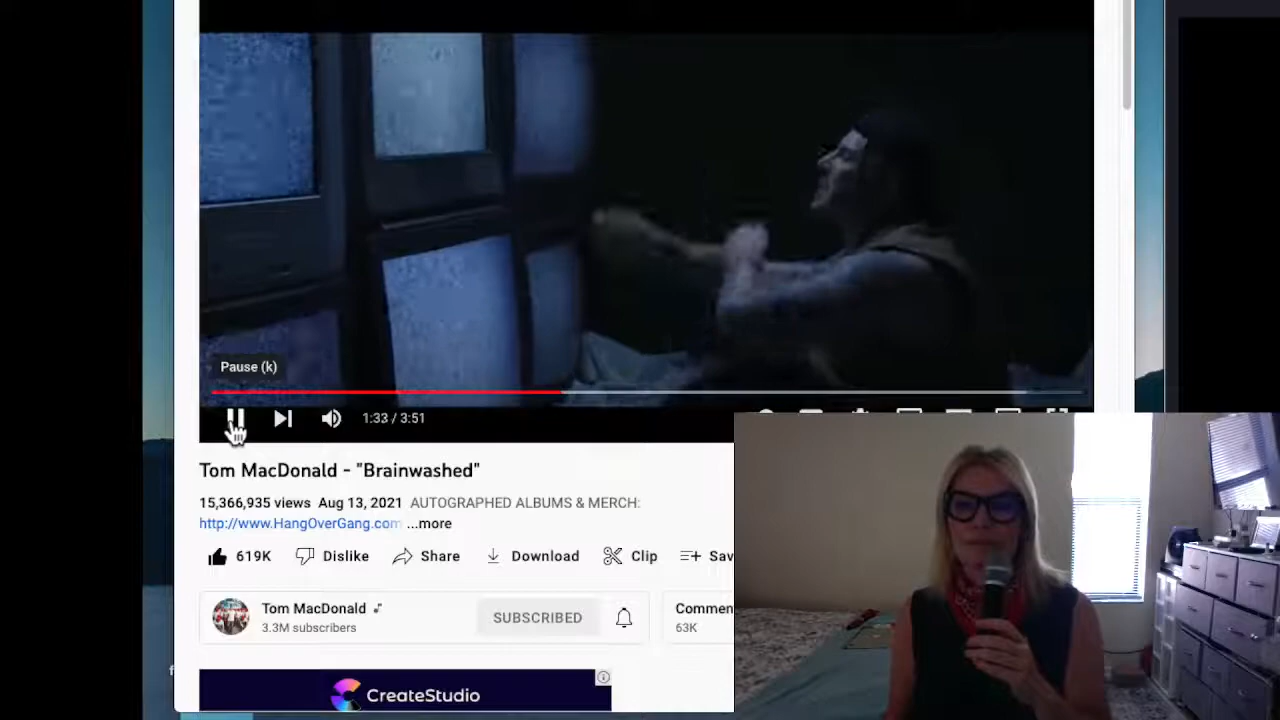 Pause (k)
1:33 / 3:51
Tom MacDonald - "Brainwashed"
15,366,935 views Aug 13, 2021 AUTOGRAPHED ALBUMS & MERCH:
http://www.HangOverGang.com ...more
619K Dislike Share Download Clip Sav
Tom MacDonald
3.3M subscribers
SUBSCRIBED
Commen
63K
CreateStudio